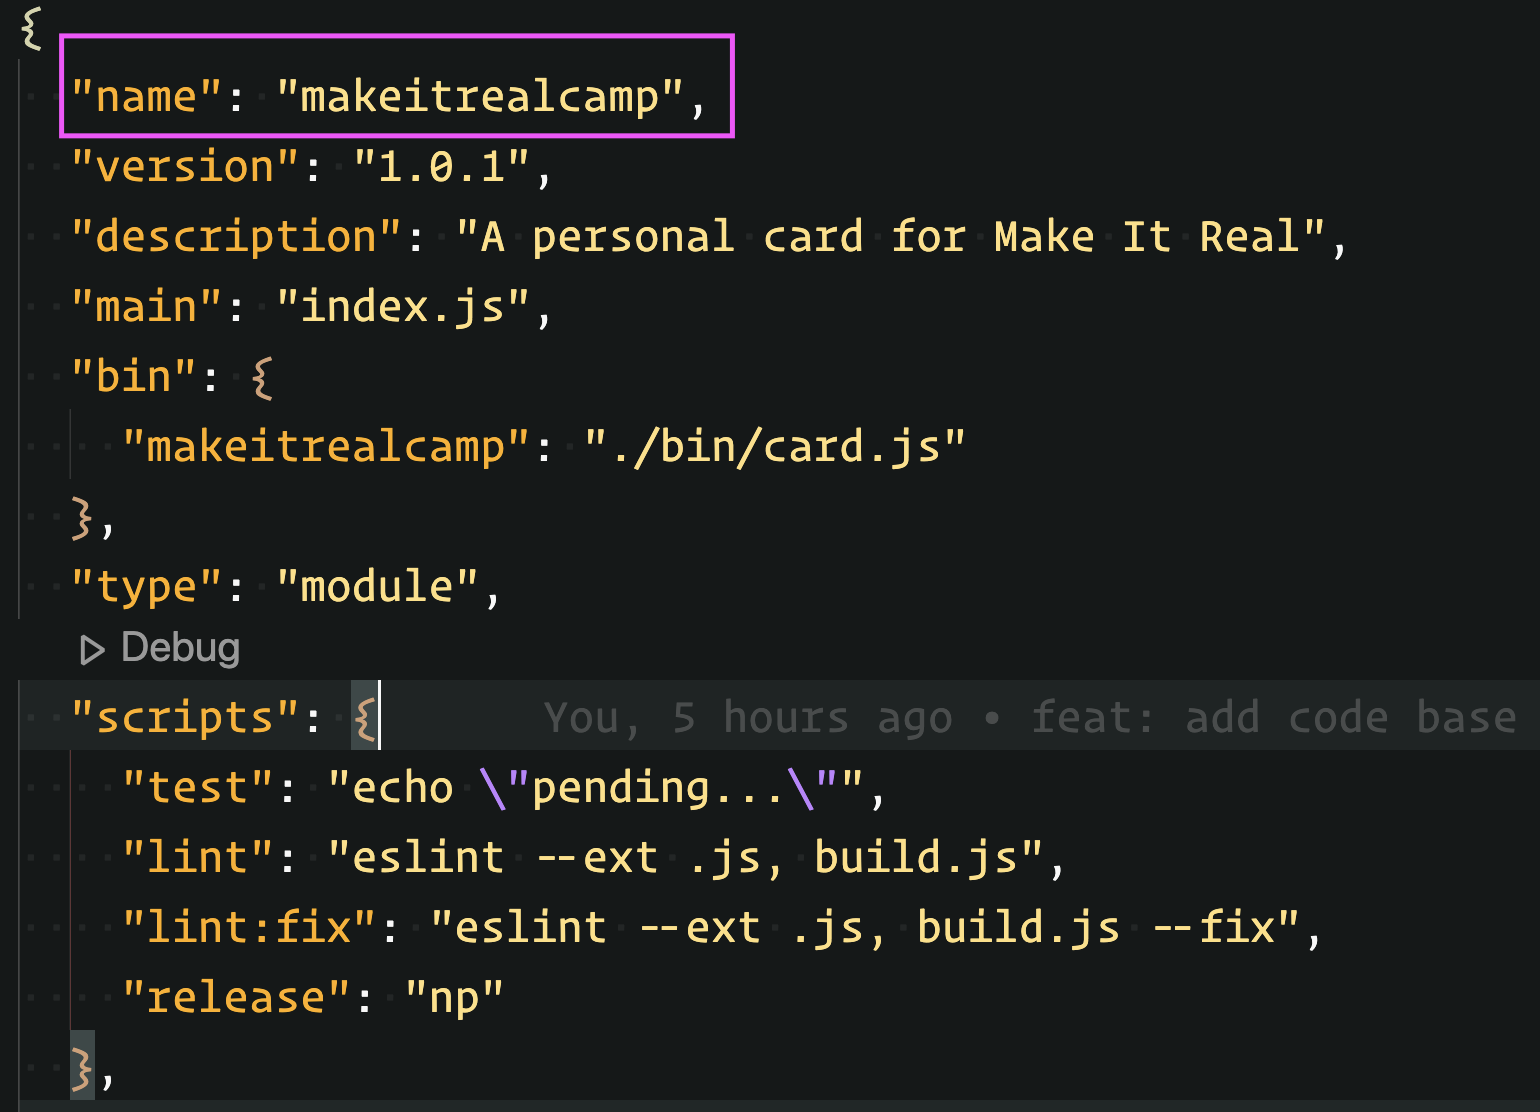 {
"name": "makeitrealcamp",
"version": "1.0.1",
"description": "A personal card for Make It Real",
"main": "index.js",
"bin": {
"makeitrealcamp": "./bin/card.js"
},
"type": "module",
Debug
"scripts": { You, 5 hours ago • feat: add code base
"test": "echo \"pending...\"",
"lint": "eslint --ext .js, build.js",
"lint:fix": "eslint --ext .js, build.js --fix",
"release": "np"
},